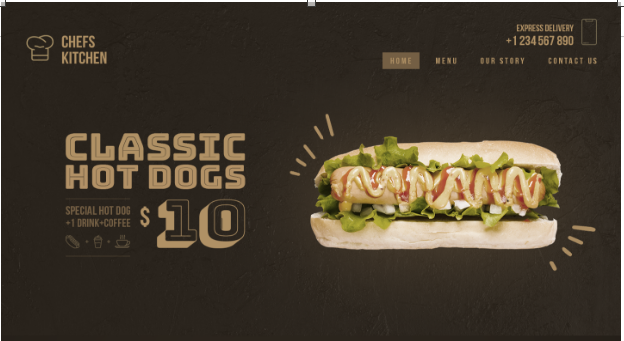 CHEFS
KITCHEN
EXPRESS DELIVERY
+1 234 567 890
HOME MENU OUR STORY CONTACT US
CLASSIC
HOT DOGS
SPECIAL HOT DOG
+1 DRINK+COFFEE
$10